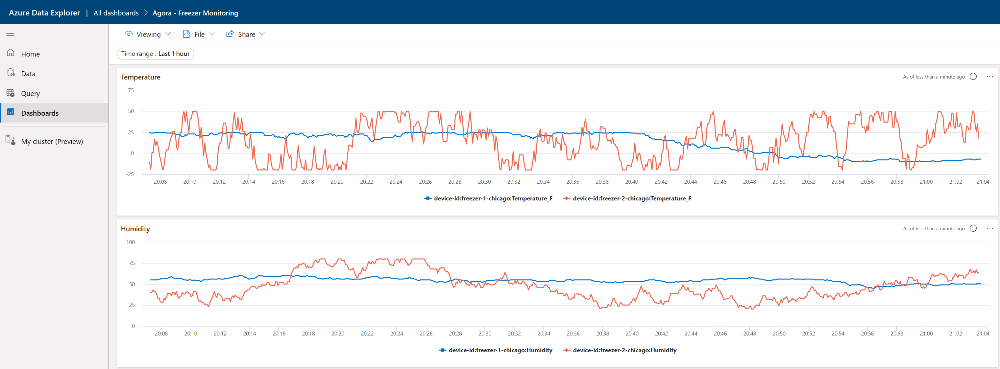 Azure Data Explorer | All dashboards > Agora - Freezer Monitoring
Viewing File Share
Home
Data
Query
Dashboards
My cluster (Preview)
Time range : Last 1 hour
Temperature
As of less than a minute ago
75
50
25
0
-25
20:08 20:10 20:12 20:14 20:16 20:18 20:20 20:22 20:24 20:26 20:28 20:30 20:32 20:34 20:36 20:38 20:40 20:42 20:44 20:46 20:48 20:50 20:52 20:54 20:56 20:58 21:00 21:02 21:04
device-id:freezer-1-chicago:Temperature_F device-id:freezer-2-chicago:Temperature_F
Humidity
As of less than a minute ago
100
75
50
25
0
20:08 20:10 20:12 20:14 20:16 20:18 20:20 20:22 20:24 20:26 20:28 20:30 20:32 20:34 20:36 20:38 20:40 20:42 20:44 20:46 20:48 20:50 20:52 20:54 20:56 20:58 21:00 21:02 21:04
device-id:freezer-1-chicago:Humidity device-id:freezer-2-chicago:Humidity